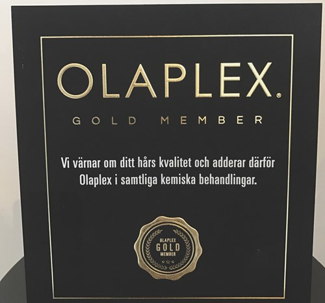 OLAPLEX.
GOLD MEMBER
Vi värnar om ditt hårs kvalitet och adderar därför
Olaplex i samtliga kemiska behandlingar.
OLAPLEX
GOLD
MEMBER